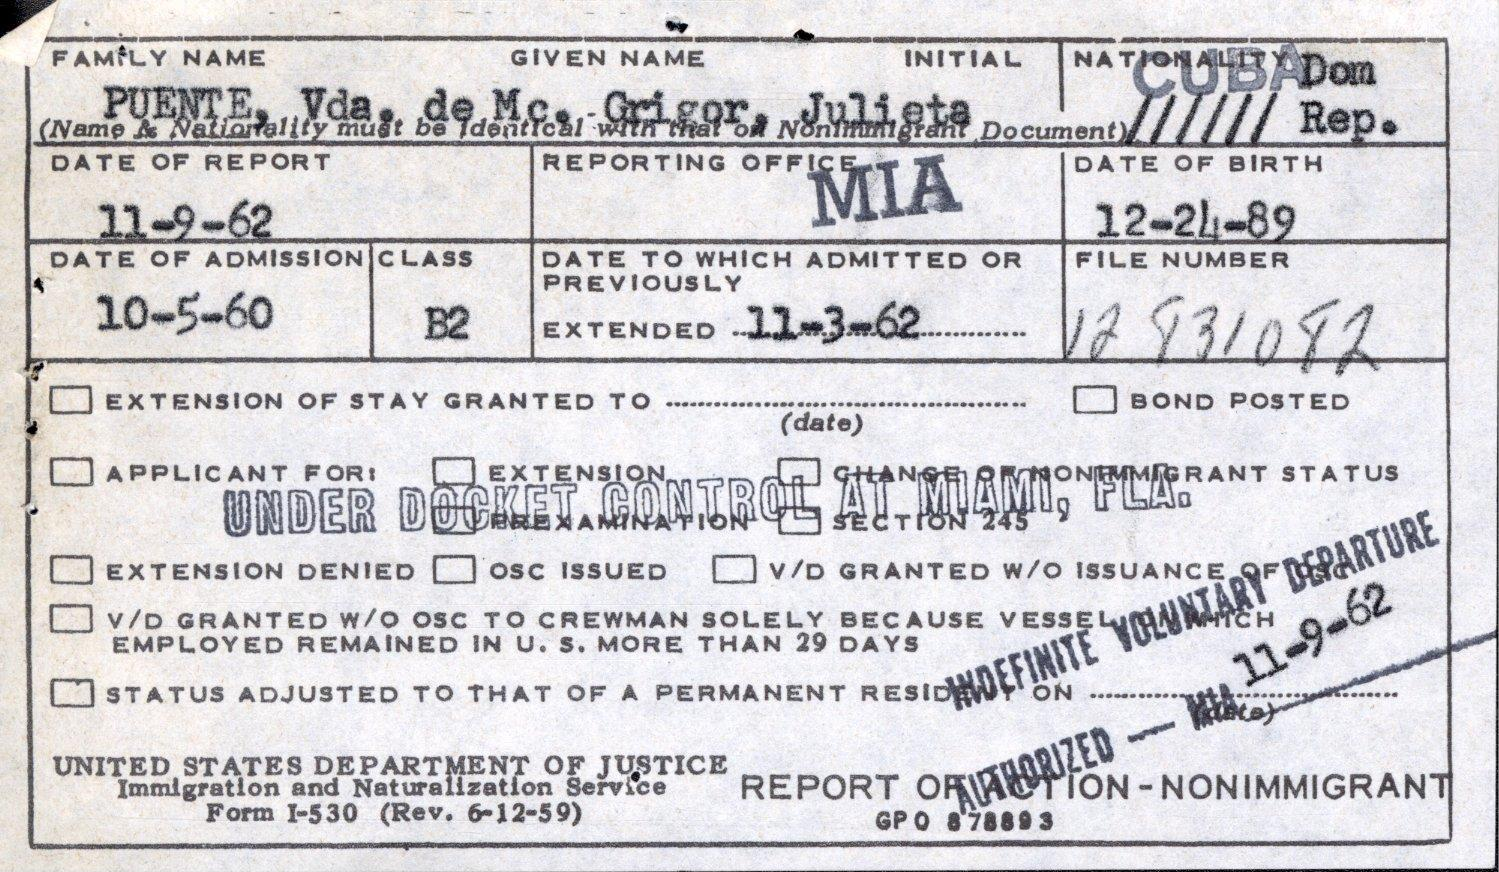 FAMILY NAME GIVEN NAME INITIAL NATIONALITY CUBA Dom
PUENTE, Vda. de Mc. Grigor, Julieta ////// Rep.
(Name & Nationality must be identical with that on Nonimmigrant Document)
DATE OF REPORT REPORTING OFFICE DATE OF BIRTH
11-9-62 MIA 12-24-89
DATE OF ADMISSION CLASS DATE TO WHICH ADMITTED OR FILE NUMBER
PREVIOUSLY
10-5-60 B2 EXTENDED 11-3-62 12 831 082
EXTENSION OF STAY GRANTED TO BOND POSTED
(date)
APPLICANT FOR: EXTENSION CHANGE OF NONIMMIGRANT STATUS
UNDER DOCKET CONTROL AT MIAMI, FLA.
PREXAMINATION SECTION 245
EXTENSION DENIED OSC ISSUED V/D GRANTED W/O ISSUANCE OF OSC
V/D GRANTED W/O OSC TO CREWMAN SOLELY BECAUSE VESSEL ON WHICH
EMPLOYED REMAINED IN U. S. MORE THAN 29 DAYS
INDEFINITE VOLUNTARY DEPARTURE
AUTHORIZED — MIA 11-9-62
STATUS ADJUSTED TO THAT OF A PERMANENT RESIDENT ON
(date)
UNITED STATES DEPARTMENT OF JUSTICE
Immigration and Naturalization Service
Form I-530 (Rev. 6-12-59)
REPORT OF ACTION - NONIMMIGRANT
GPO 878893